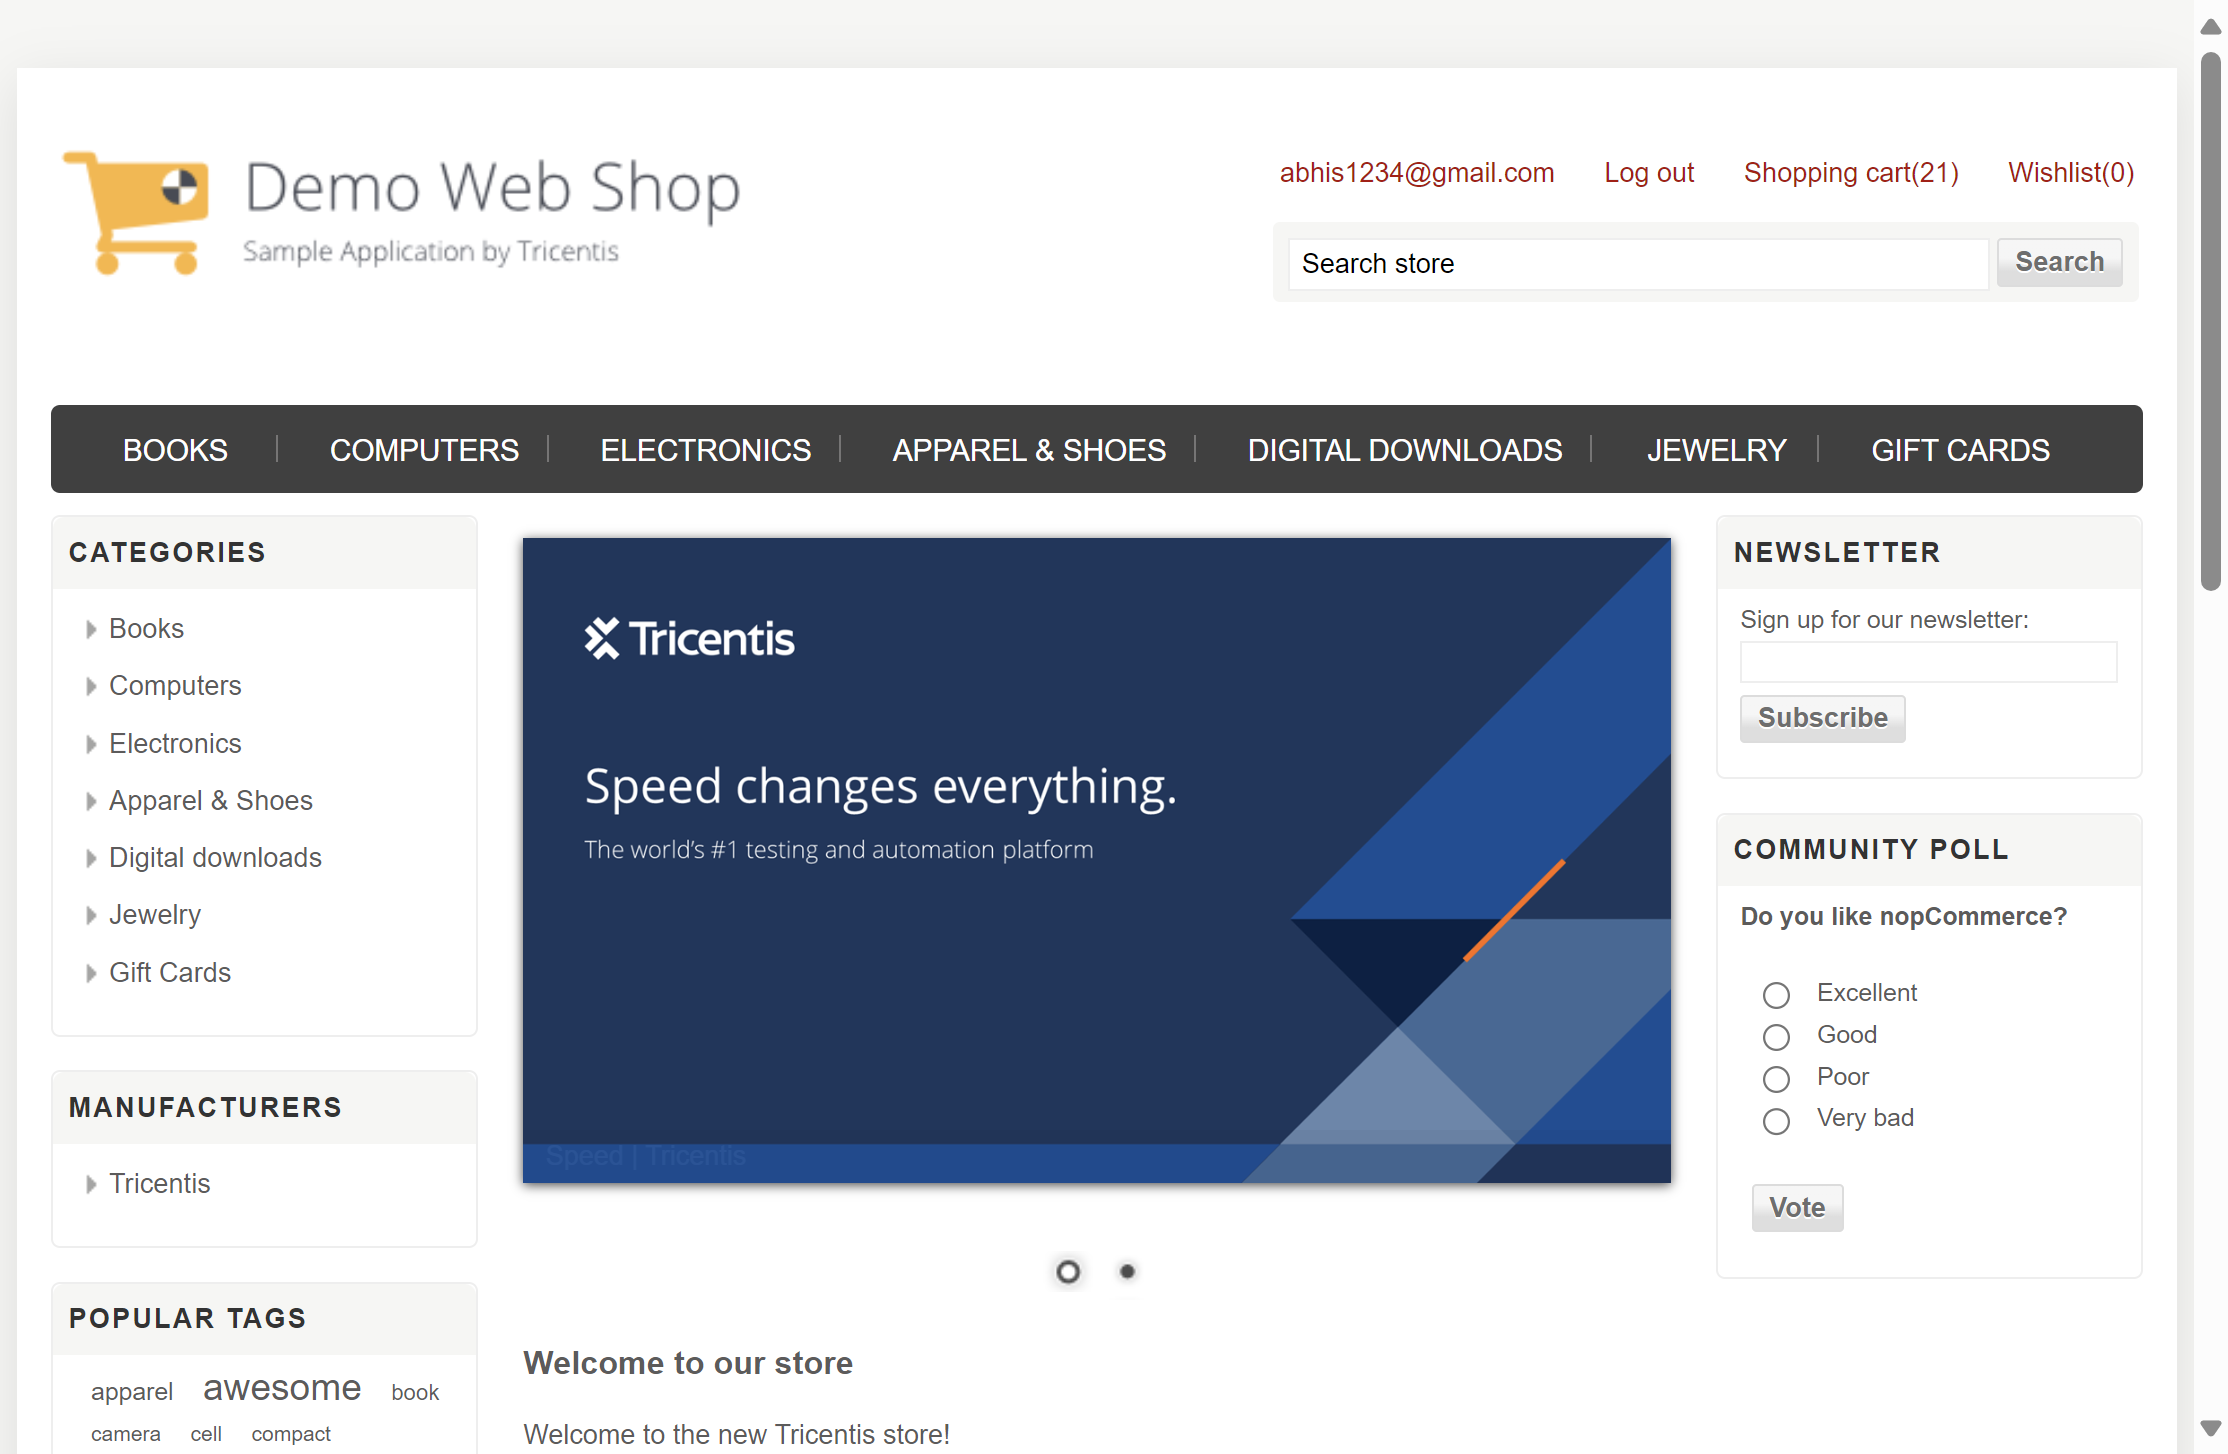 Demo Web Shop
Sample Application by Tricentis
abhis1234@gmail.com Log out Shopping cart(21) Wishlist(0)
Search store Search
BOOKS COMPUTERS ELECTRONICS APPAREL & SHOES DIGITAL DOWNLOADS JEWELRY GIFT CARDS
CATEGORIES
Books
Computers
Electronics
Apparel & Shoes
Digital downloads
Jewelry
Gift Cards
MANUFACTURERS
Tricentis
POPULAR TAGS
apparel awesome book
camera cell compact
Tricentis
Speed changes everything.
The world's #1 testing and automation platform
Speed | Tricentis
Welcome to our store
Welcome to the new Tricentis store!
NEWSLETTER
Sign up for our newsletter:
Subscribe
COMMUNITY POLL
Do you like nopCommerce?
Excellent
Good
Poor
Very bad
Vote